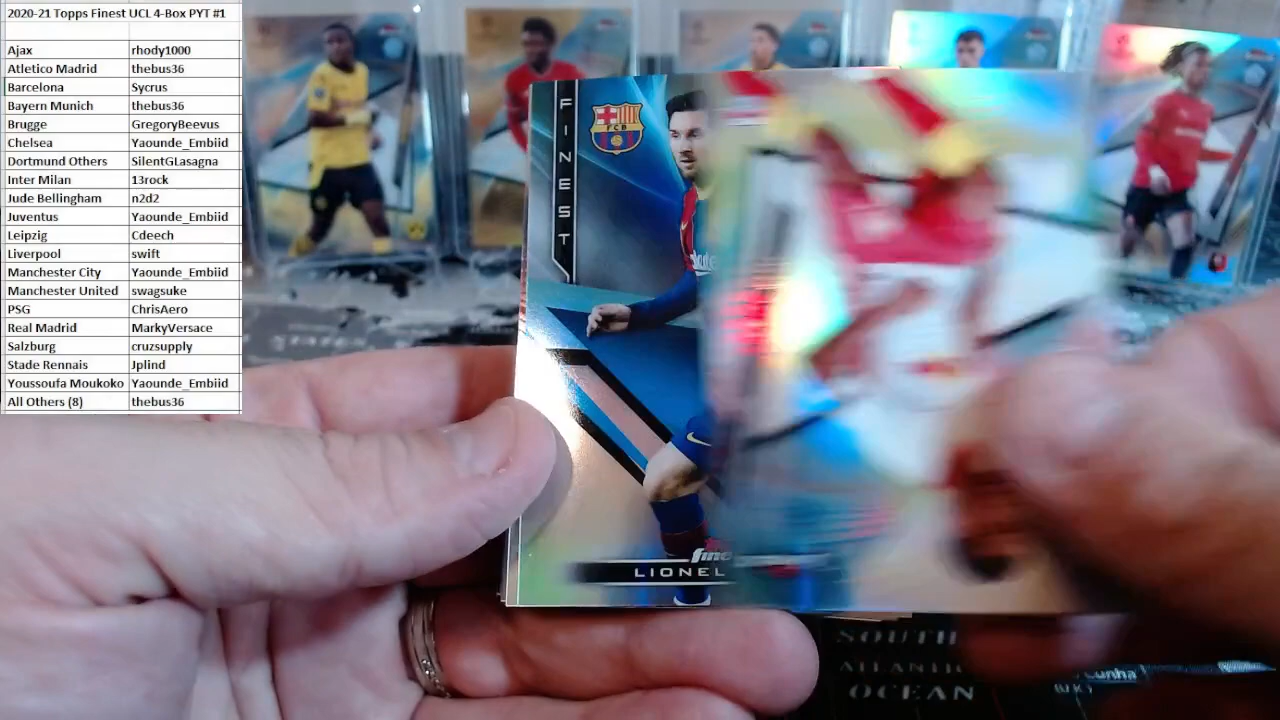 2020-21 Topps Finest UCL 4-Box PYT #1
Ajax rhody1000
Atletico Madrid thebus36
Barcelona Sycrus
Bayern Munich thebus36
Brugge GregoryBeevus
Chelsea Yaounde_Embiid
Dortmund Others SilentGLasagna
Inter Milan 13rock
Jude Bellingham n2d2
Juventus Yaounde_Embiid
Leipzig Cdeech
Liverpool swift
Manchester City Yaounde_Embiid
Manchester United swagsuke
PSG ChrisAero
Real Madrid MarkyVersace
Salzburg cruzsupply
Stade Rennais Jplind
Youssoufa Moukoko Yaounde_Embiid
All Others (8) thebus36
FINEST
FCB
fine
LIONEL
SOUTH
ATLANTIC
OCEAN